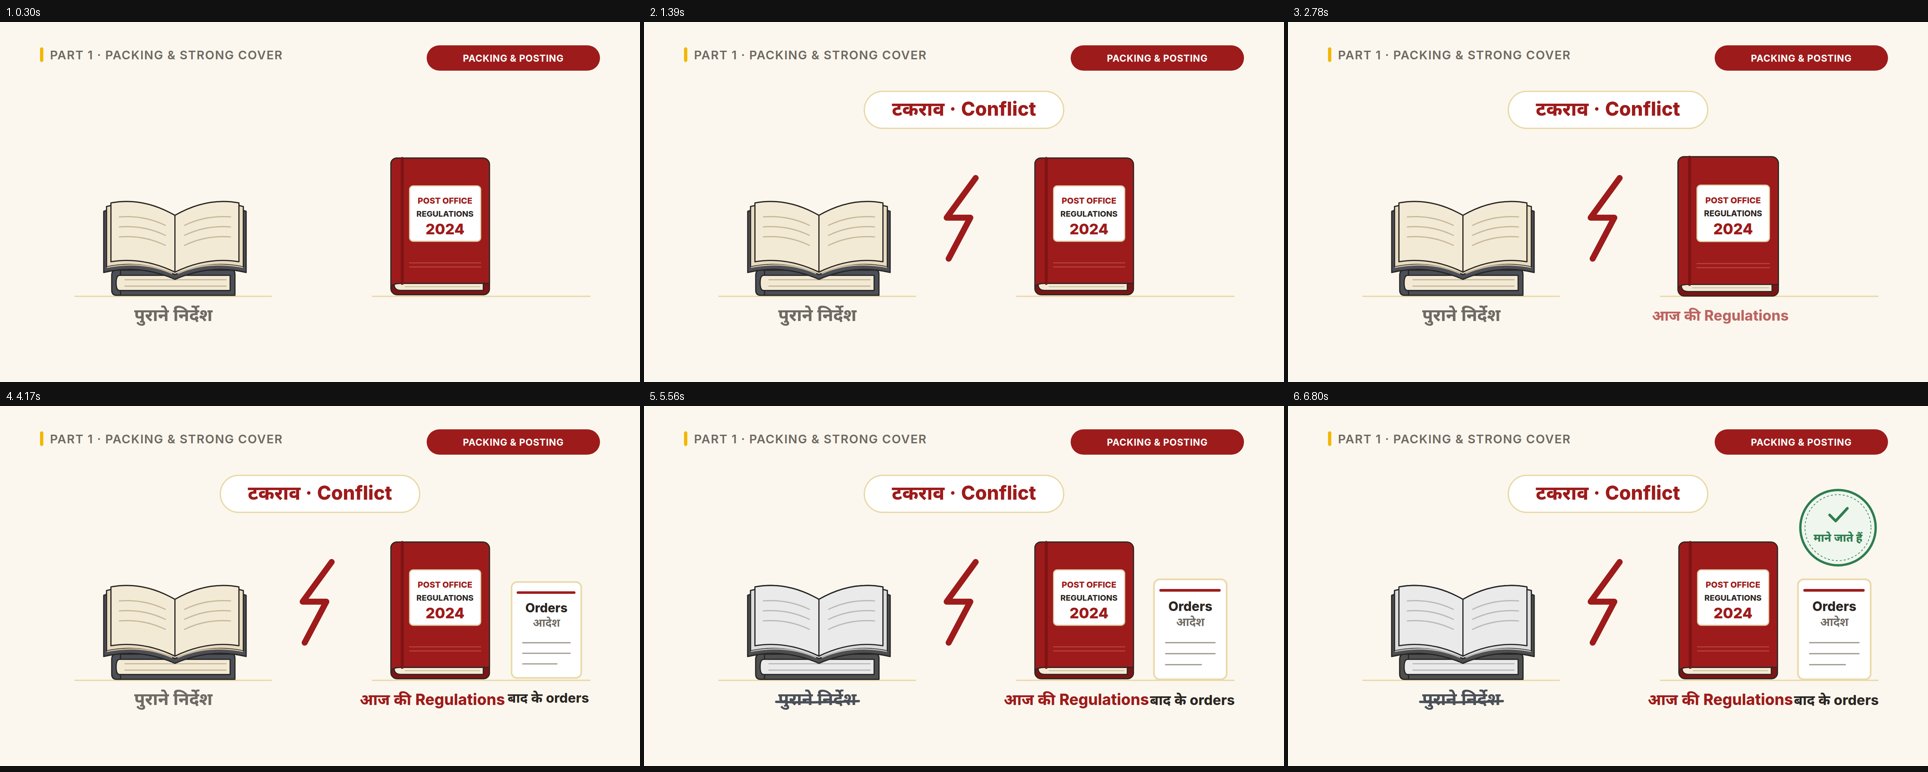 1. 0.30s
PART 1 · PACKING & STRONG COVER
PACKING & POSTING
POST OFFICE
REGULATIONS
2024
पुराने निर्देश
2. 1.39s
PART 1 · PACKING & STRONG COVER
PACKING & POSTING
टकराव · Conflict
POST OFFICE
REGULATIONS
2024
पुराने निर्देश
3. 2.78s
PART 1 · PACKING & STRONG COVER
PACKING & POSTING
टकराव · Conflict
POST OFFICE
REGULATIONS
2024
पुराने निर्देश
आज की Regulations
4. 4.17s
PART 1 · PACKING & STRONG COVER
PACKING & POSTING
टकराव · Conflict
POST OFFICE
REGULATIONS
2024
Orders
आदेश
पुराने निर्देश
आज की Regulations
बाद के orders
5. 5.56s
PART 1 · PACKING & STRONG COVER
PACKING & POSTING
टकराव · Conflict
POST OFFICE
REGULATIONS
2024
Orders
आदेश
पुराने निर्देश
आज की Regulations
बाद के orders
6. 6.80s
PART 1 · PACKING & STRONG COVER
PACKING & POSTING
टकराव · Conflict
माने जाते हैं
POST OFFICE
REGULATIONS
2024
Orders
आदेश
पुराने निर्देश
आज की Regulations
बाद के orders